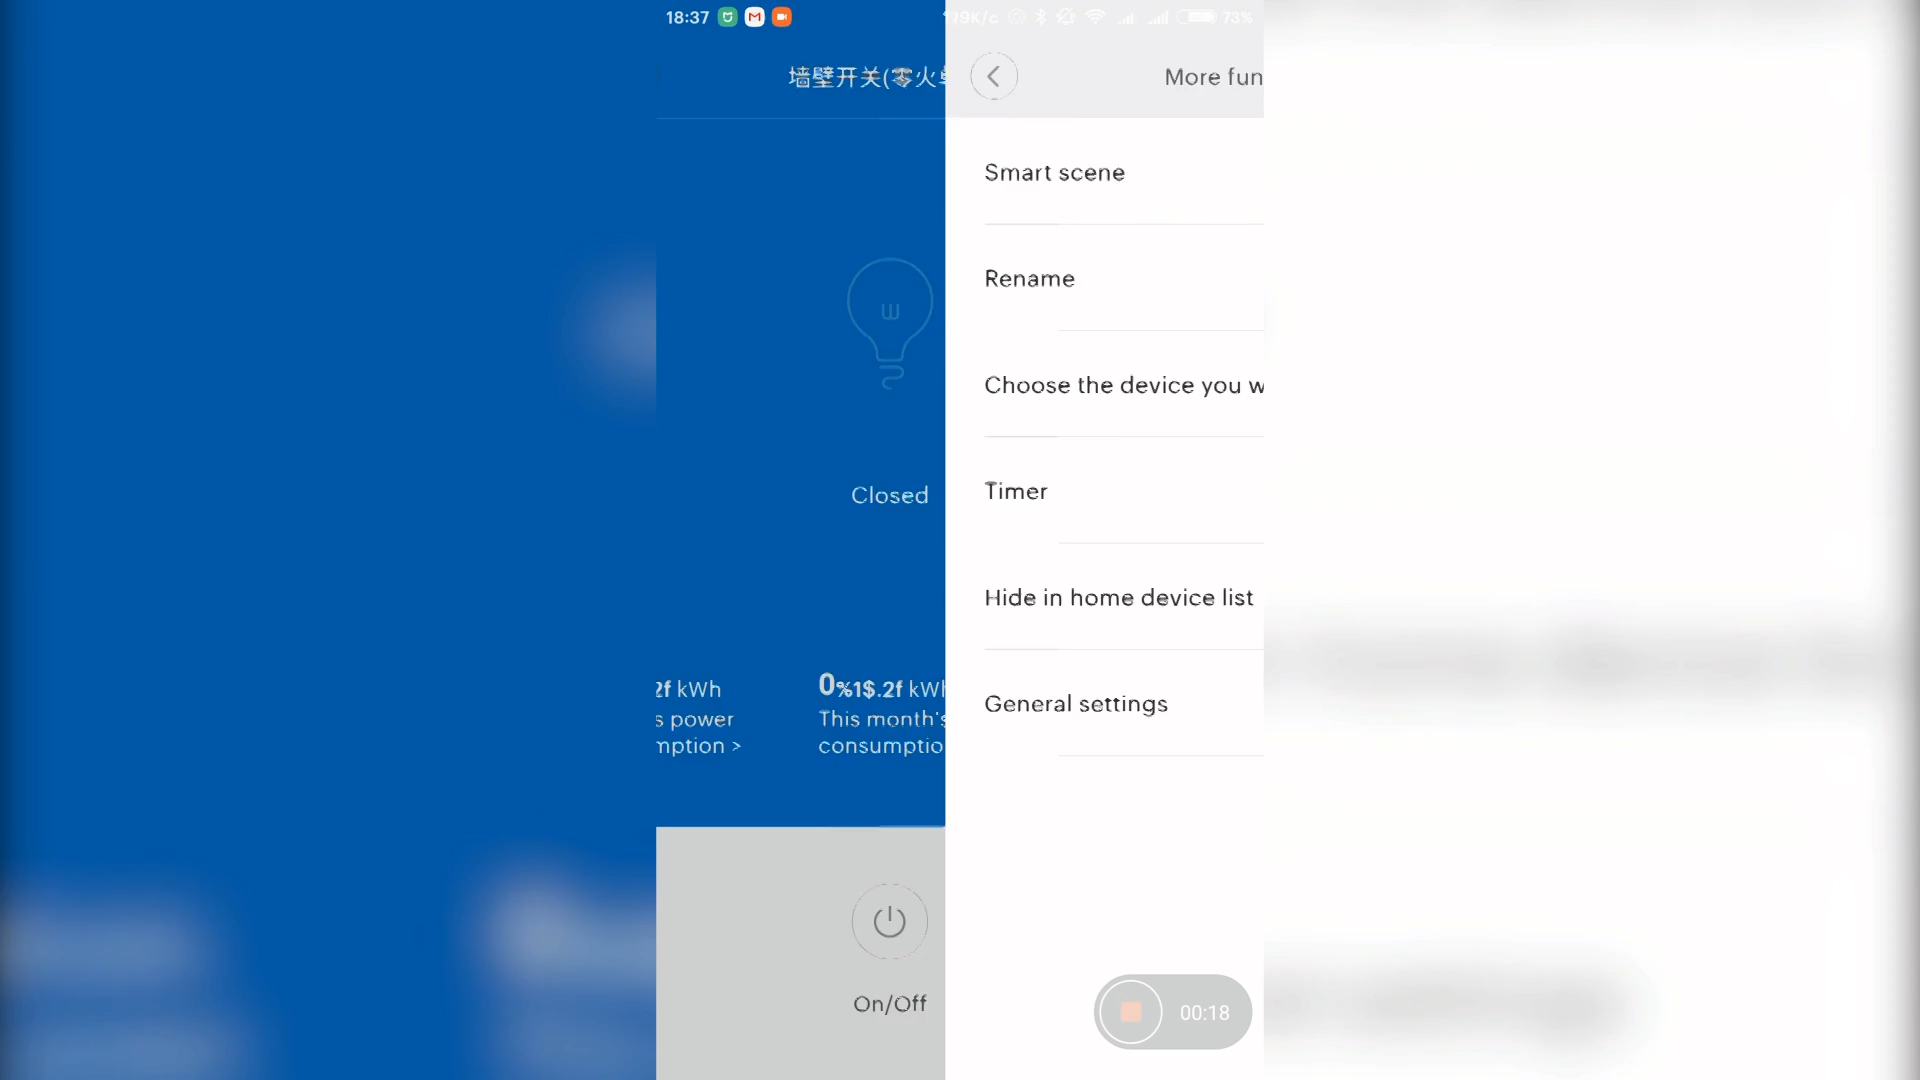 18:37
73%
墙壁开关(零火
More fun
Smart scene
Rename
Choose the device you w
Timer
Hide in home device list
General settings
Closed
2f kWh
s power
mption >
0%1$.2f kWh
This month's
consumptio
On/Off
00:18